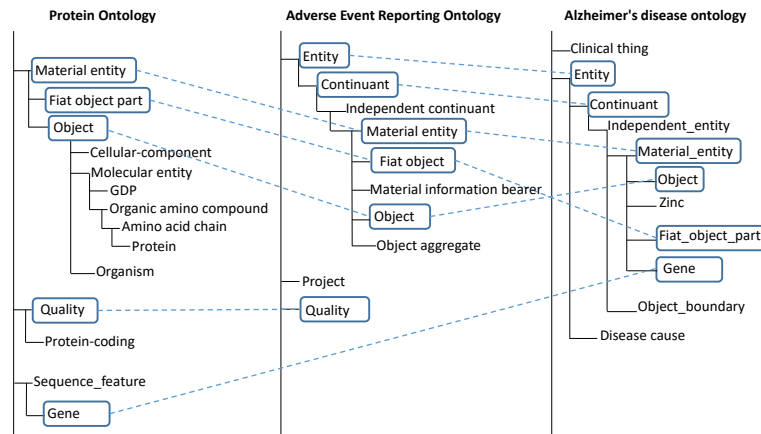 Protein Ontology
Material entity
Fiat object part
Object
Cellular-component
Molecular entity
GDP
Organic amino compound
Amino acid chain
Protein
Organism
Quality
Protein-coding
Sequence_feature
Gene
Adverse Event Reporting Ontology
Entity
Continuant
Independent continuant
Material entity
Fiat object
Material information bearer
Object
Object aggregate
Project
Quality
Alzheimer's disease ontology
Clinical thing
Entity
Continuant
Independent_entity
Material_entity
Object
Zinc
Fiat_object_part
Gene
Object_boundary
Disease cause